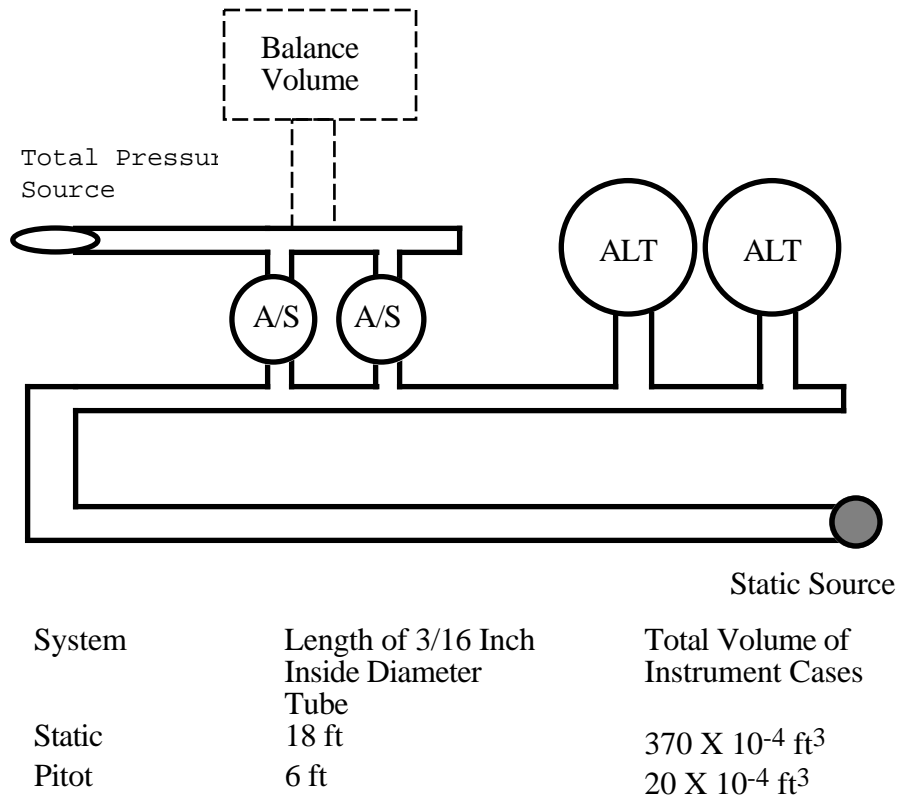 Balance
Volume
Total Pressur
Source
ALT
ALT
A/S
A/S
Static Source
System
Length of 3/16 Inch
Inside Diameter
Tube
Total Volume of
Instrument Cases
Static
18 ft
370 X 10-4 ft3
Pitot
6 ft
20 X 10-4 ft3